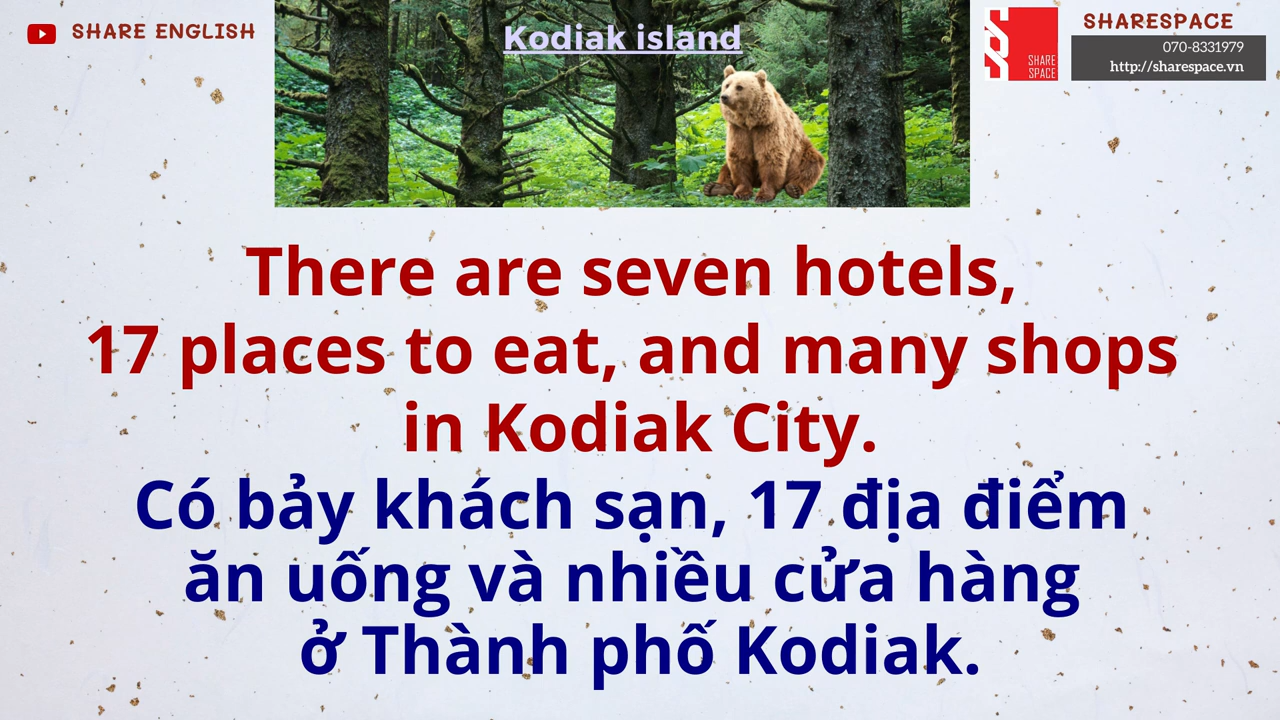 SHARE ENGLISH
Kodiak island
SHARE
SPACE
SHARESPACE
070-8331979
http://sharespace.vn
There are seven hotels,
17 places to eat, and many shops
in Kodiak City.
Có bảy khách sạn, 17 địa điểm
ăn uống và nhiều cửa hàng
ở Thành phố Kodiak.